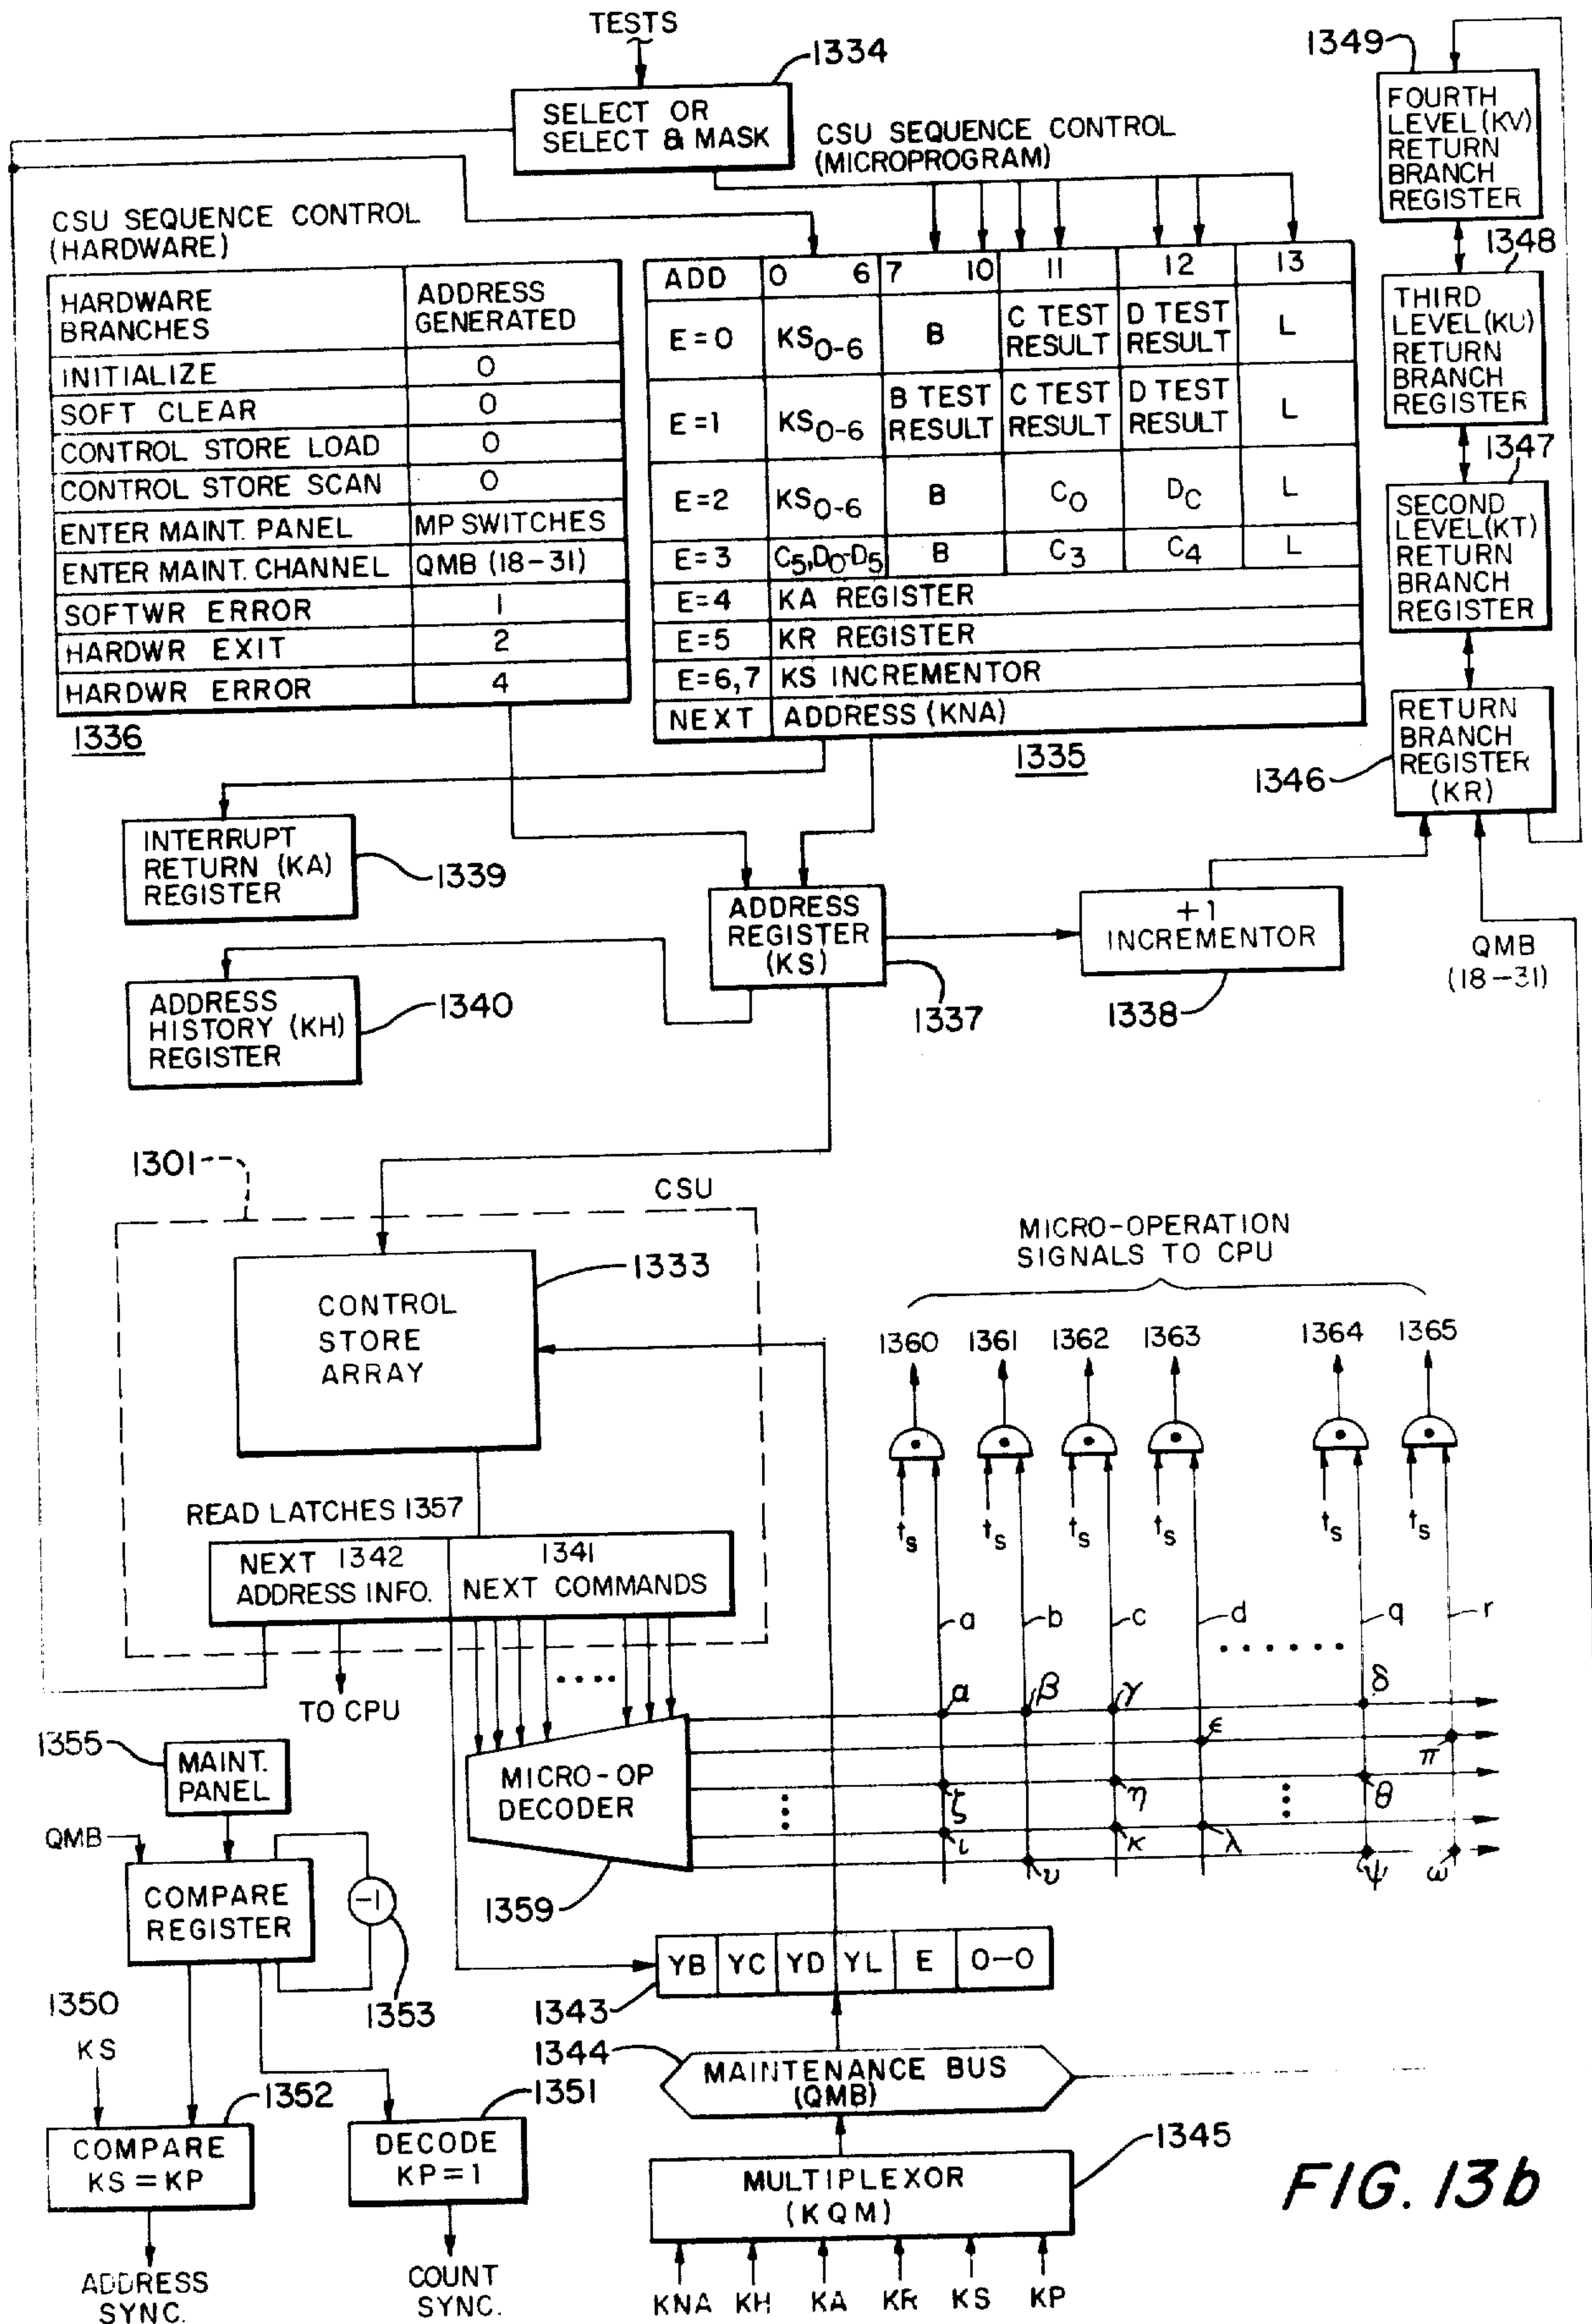 TESTS
1334
SELECT OR
SELECT & MASK
CSU SEQUENCE CONTROL
(MICROPROGRAM)
1349
FOURTH
LEVEL (KV)
RETURN
BRANCH
REGISTER
1348
THIRD
LEVEL (KU)
RETURN
BRANCH
REGISTER
1347
SECOND
LEVEL (KT)
RETURN
BRANCH
REGISTER
RETURN
BRANCH
REGISTER
(KR)
1346
CSU SEQUENCE CONTROL
(HARDWARE)
HARDWARE BRANCHES | ADDRESS GENERATED
INITIALIZE 0
SOFT CLEAR 0
CONTROL STORE LOAD 0
CONTROL STORE SCAN 0
ENTER MAINT. PANEL MP SWITCHES
ENTER MAINT. CHANNEL QMB (18-31)
SOFTWR ERROR 1
HARDWR EXIT 2
HARDWR ERROR 4
1336
ADD 0 6 7 10 11 12 13
E=0 KS0-6 B C TEST RESULT D TEST RESULT L
E=1 KS0-6 B TEST RESULT C TEST RESULT D TEST RESULT L
E=2 KS0-6 B C0 DC L
E=3 C5,D0-D5 B C3 C4 L
E=4 KA REGISTER
E=5 KR REGISTER
E=6,7 KS INCREMENTOR
NEXT ADDRESS (KNA)
1335
INTERRUPT
RETURN (KA)
REGISTER
1339
ADDRESS
REGISTER
(KS)
1337
+1
INCREMENTOR
1338
QMB
(18-31)
ADDRESS
HISTORY (KH)
REGISTER
1340
1301
CSU
CONTROL
STORE
ARRAY
1333
READ LATCHES 1357
NEXT 1342
ADDRESS INFO.
1341
NEXT COMMANDS
TO CPU
MICRO-OPERATION
SIGNALS TO CPU
1360 1361 1362 1363 1364 1365
ts ts ts ts ts ts
a b c d q r
α β γ δ
ε π
ζ η θ
ι κ λ
υ ψ ω
MICRO-OP
DECODER
1359
1355
MAINT.
PANEL
QMB
COMPARE
REGISTER
-1
1353
1350
KS
1352
COMPARE
KS = KP
ADDRESS
SYNC.
1351
DECODE
KP = 1
COUNT
SYNC.
YB YC YD YL E 0-0
1343
1344
MAINTENANCE BUS
(QMB)
1345
MULTIPLEXOR
(KQM)
KNA KH KA KR KS KP
FIG. 13b